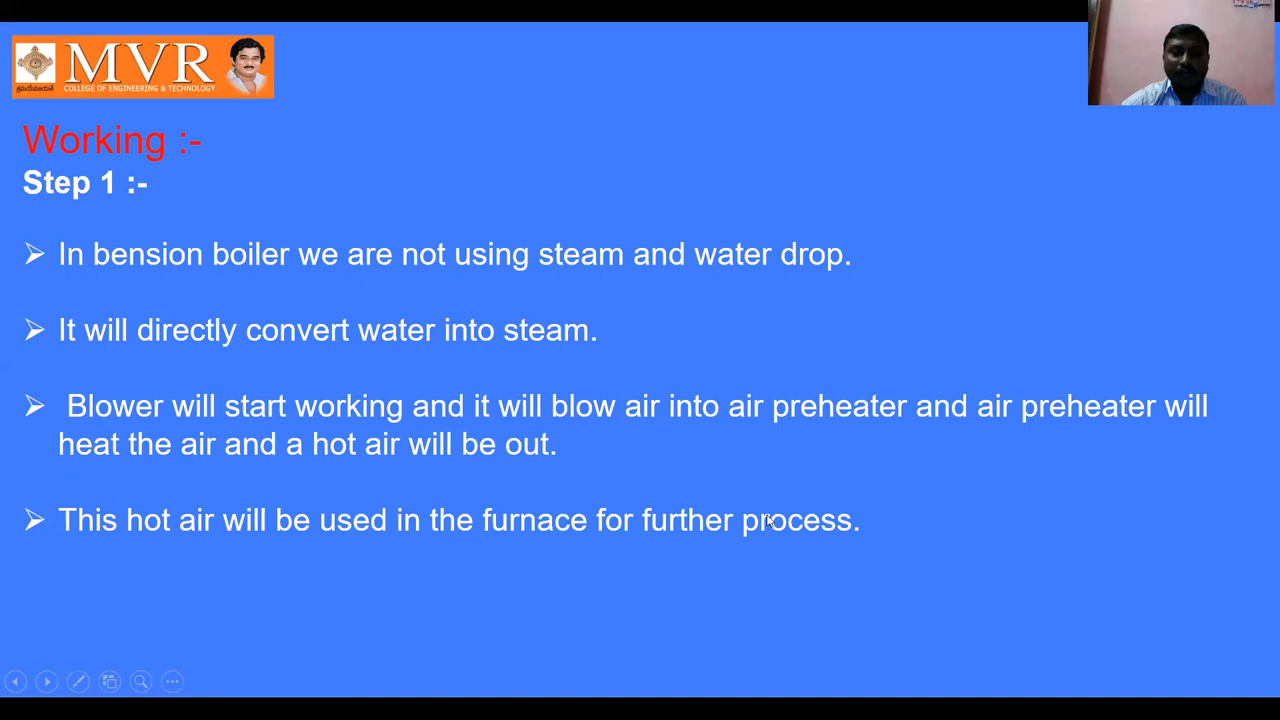 MVR
COLLEGE OF ENGINEERING & TECHNOLOGY
Working :-
Step 1 :-
In bension boiler we are not using steam and water drop.
It will directly convert water into steam.
Blower will start working and it will blow air into air preheater and air preheater will
heat the air and a hot air will be out.
This hot air will be used in the furnace for further process.